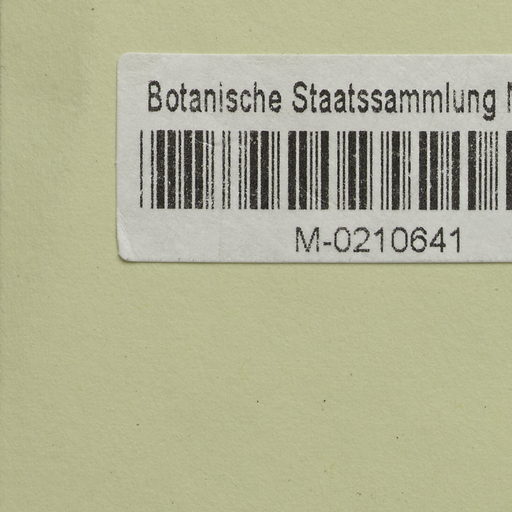 Botanische Staatssammlung
M-0210641